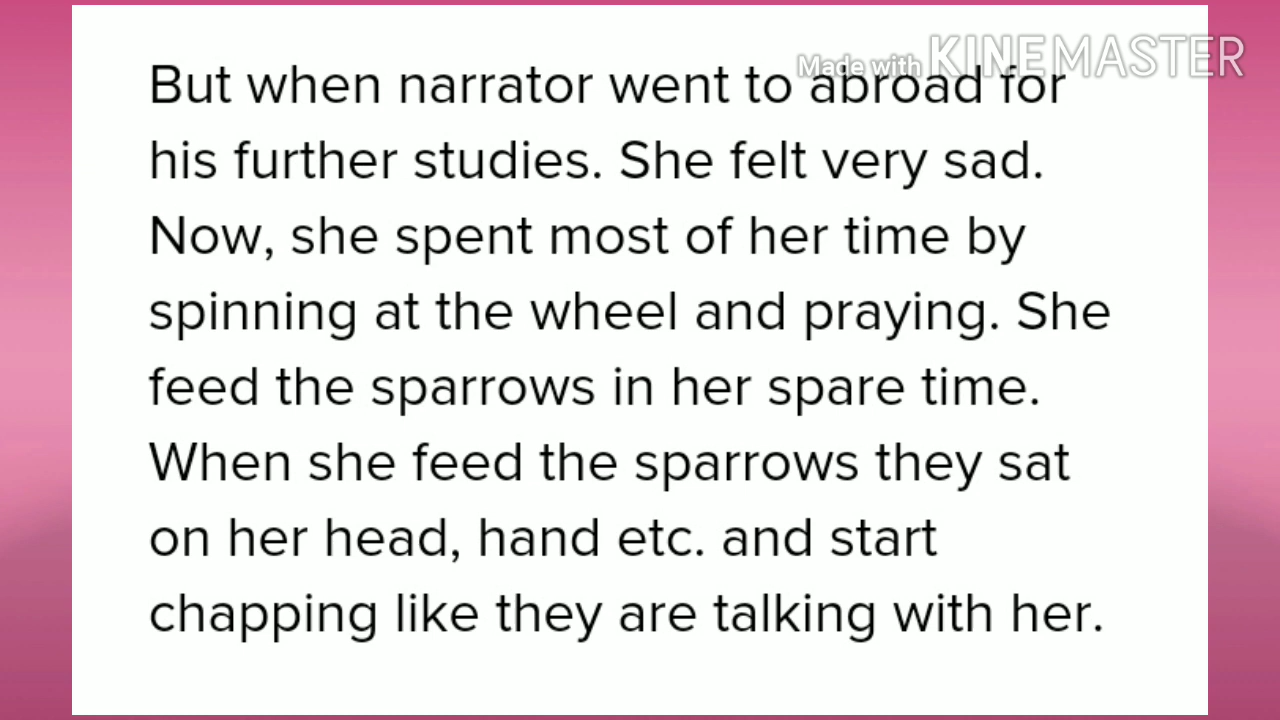 Made with KINEMASTER
But when narrator went to abroad for
his further studies. She felt very sad.
Now, she spent most of her time by
spinning at the wheel and praying. She
feed the sparrows in her spare time.
When she feed the sparrows they sat
on her head, hand etc. and start
chapping like they are talking with her.